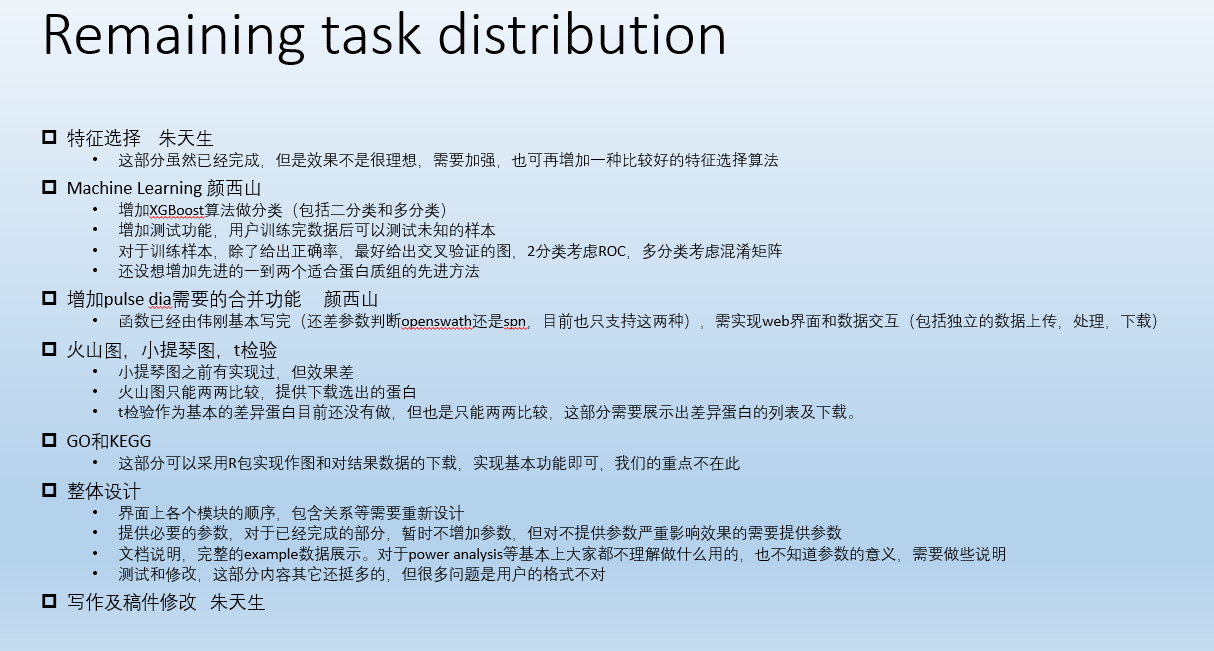 Remaining task distribution
特征选择 朱天生
这部分虽然已经完成，但是效果不是很理想，需要加强，也可再增加一种比较好的特征选择算法
Machine Learning 颜西山
增加XGBoost算法做分类（包括二分类和多分类）
增加测试功能，用户训练完数据后可以测试未知的样本
对于训练样本，除了给出正确率，最好给出交叉验证的图，2分类考虑ROC，多分类考虑混淆矩阵
还设想增加先进的一到两个适合蛋白质组的先进方法
增加pulse dia需要的合并功能 颜西山
函数已经由伟刚基本写完（还差参数判断openswath还是spn，目前也只支持这两种），需实现web界面和数据交互（包括独立的数据上传，处理，下载）
火山图，小提琴图，t检验
小提琴图之前有实现过，但效果差
火山图只能两两比较，提供下载选出的蛋白
t检验作为基本的差异蛋白目前还没有做，但也是只能两两比较，这部分需要展示出差异蛋白的列表及下载。
GO和KEGG
这部分可以采用R包实现作图和对结果数据的下载，实现基本功能即可，我们的重点不在此
整体设计
界面上各个模块的顺序，包含关系等需要重新设计
提供必要的参数，对于已经完成的部分，暂时不增加参数，但对不提供参数严重影响效果的需要提供参数
文档说明，完整的example数据展示。对于power analysis等基本上大家都不理解做什么用的，也不知道参数的意义，需要做些说明
测试和修改，这部分内容其它还挺多的，但很多问题是用户的格式不对
写作及稿件修改 朱天生